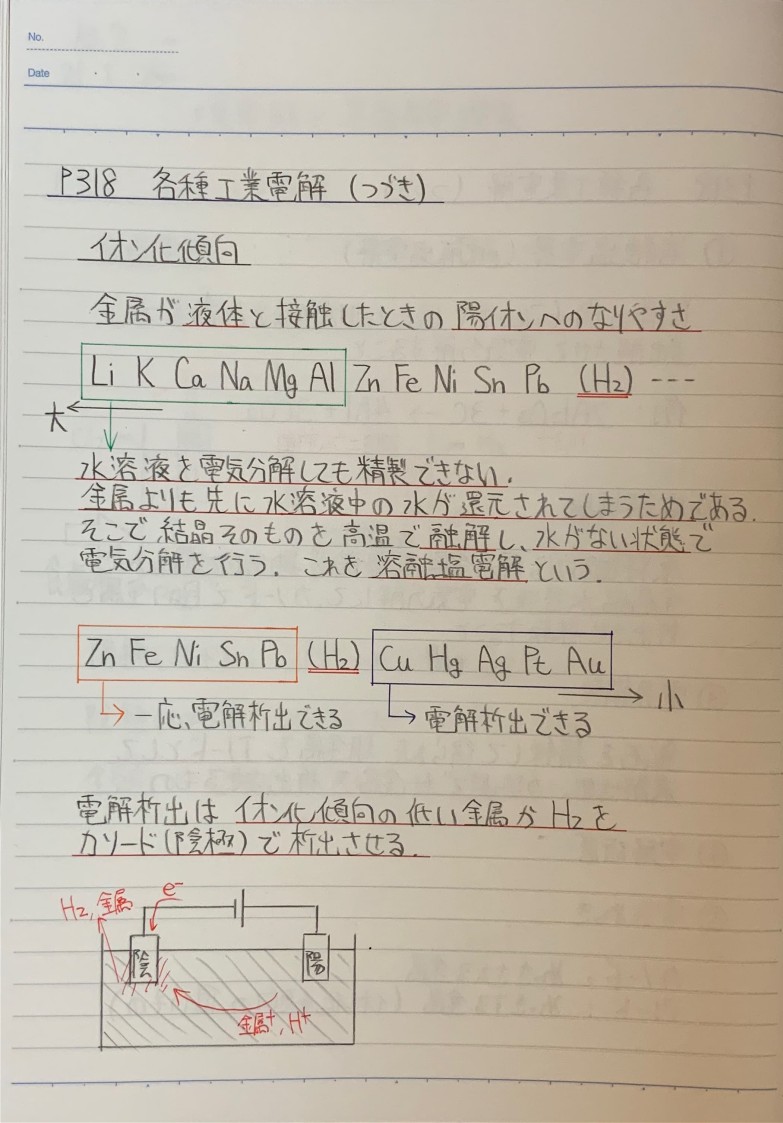 No.
Date
P318 各種工業電解(つづき)
イオン化傾向
金属が液体と接触したときの陽イオンへのなりやすさ
Li K Ca Na Mg Al Zn Fe Ni Sn Pb (H₂) ---
大
水溶液を電気分解しても精製できない.
金属よりも先に水溶液中の水が還元されてしまうためである.
そこで結晶そのものを高温で融解し、水がない状態で
電気分解を行う. これを溶融塩電解という.
Zn Fe Ni Sn Pb (H₂) Cu Hg Ag Pt Au
小
一応、電解析出できる 電解析出できる
電解析出はイオン化傾向の低い金属かH₂を
カソード(陰極)で析出させる.
H₂,金属 e⁻
陰 陽
金属⁺,H⁺